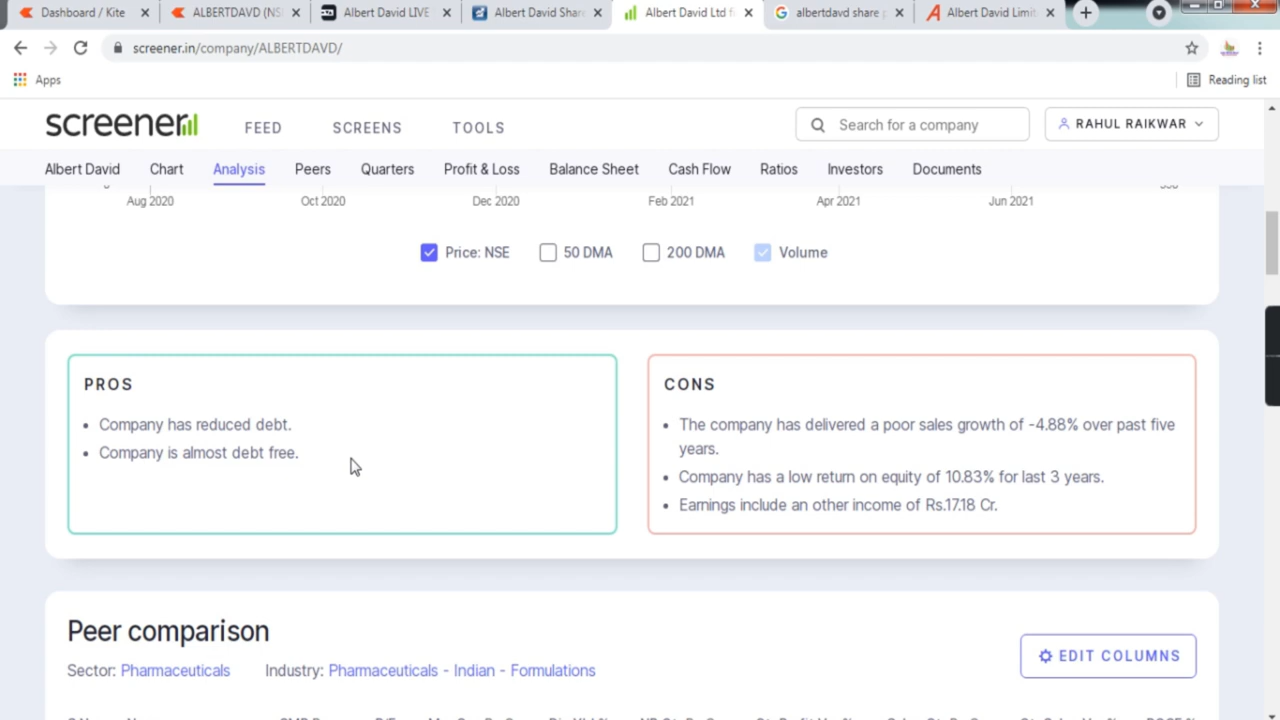 Dashboard / Kite
ALBERTDAVD (NS
Albert David LIVE
Albert David Share
Albert David Ltd f
albertdavd share
Albert David Limit
screener.in/company/ALBERTDAVD/
Apps
Reading list
screener
FEED
SCREENS
TOOLS
Search for a company
RAHUL RAIKWAR
Albert David
Chart
Analysis
Peers
Quarters
Profit & Loss
Balance Sheet
Cash Flow
Ratios
Investors
Documents
Aug 2020
Oct 2020
Dec 2020
Feb 2021
Apr 2021
Jun 2021
Price: NSE
50 DMA
200 DMA
Volume
PROS
• Company has reduced debt.
• Company is almost debt free.
CONS
• The company has delivered a poor sales growth of -4.88% over past five
years.
• Company has a low return on equity of 10.83% for last 3 years.
• Earnings include an other income of Rs.17.18 Cr.
Peer comparison
EDIT COLUMNS
Sector: Pharmaceuticals
Industry: Pharmaceuticals - Indian - Formulations